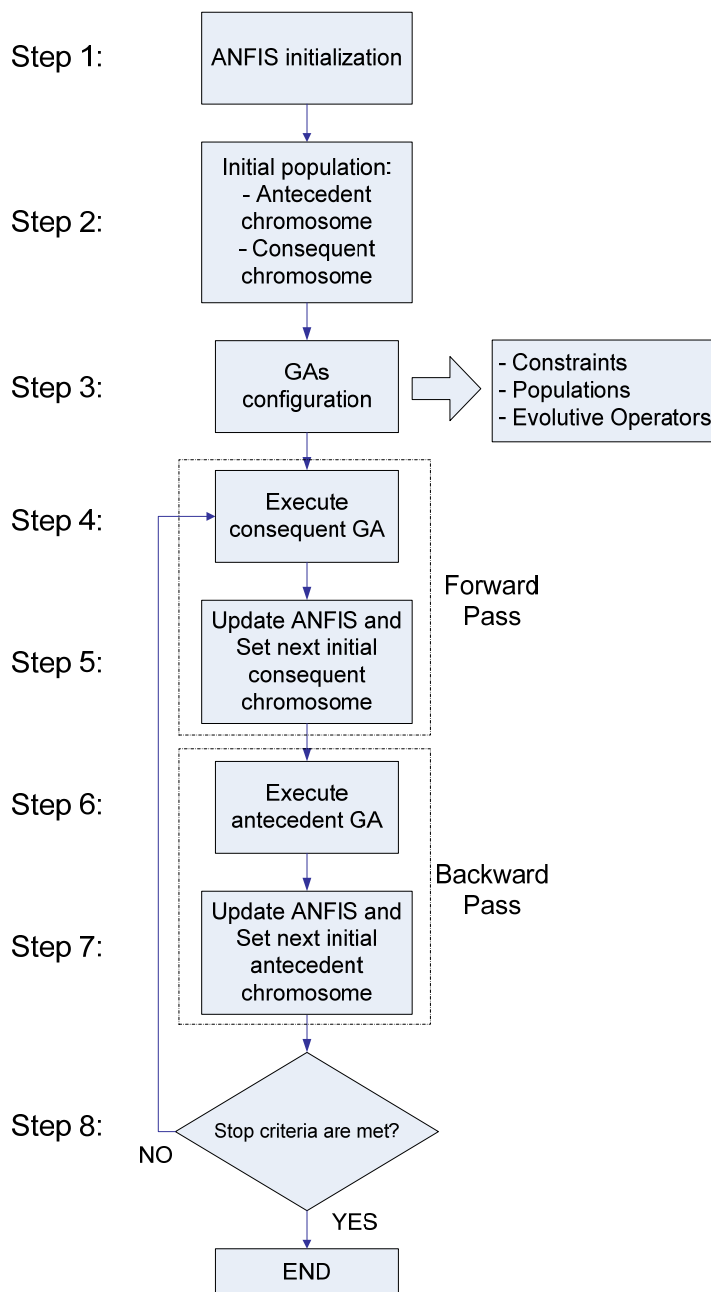 Step 1:
ANFIS initialization
Step 2:
Initial population:
- Antecedent
chromosome
- Consequent
chromosome
Step 3:
GAs
configuration
- Constraints
- Populations
- Evolutive Operators
Step 4:
Execute
consequent GA
Forward
Pass
Step 5:
Update ANFIS and
Set next initial
consequent
chromosome
Step 6:
Execute
antecedent GA
Backward
Pass
Step 7:
Update ANFIS and
Set next initial
antecedent
chromosome
Step 8:
Stop criteria are met?
NO
YES
END